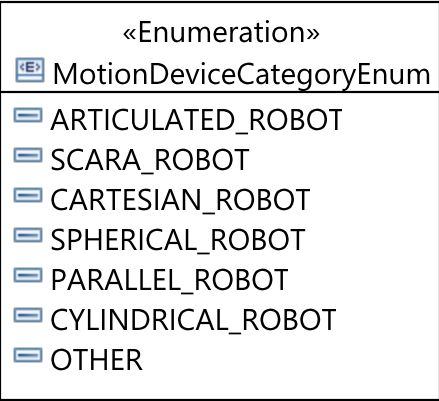 «Enumeration»
<E> MotionDeviceCategoryEnum
ARTICULATED_ROBOT
SCARA_ROBOT
CARTESIAN_ROBOT
SPHERICAL_ROBOT
PARALLEL_ROBOT
CYLINDRICAL_ROBOT
OTHER